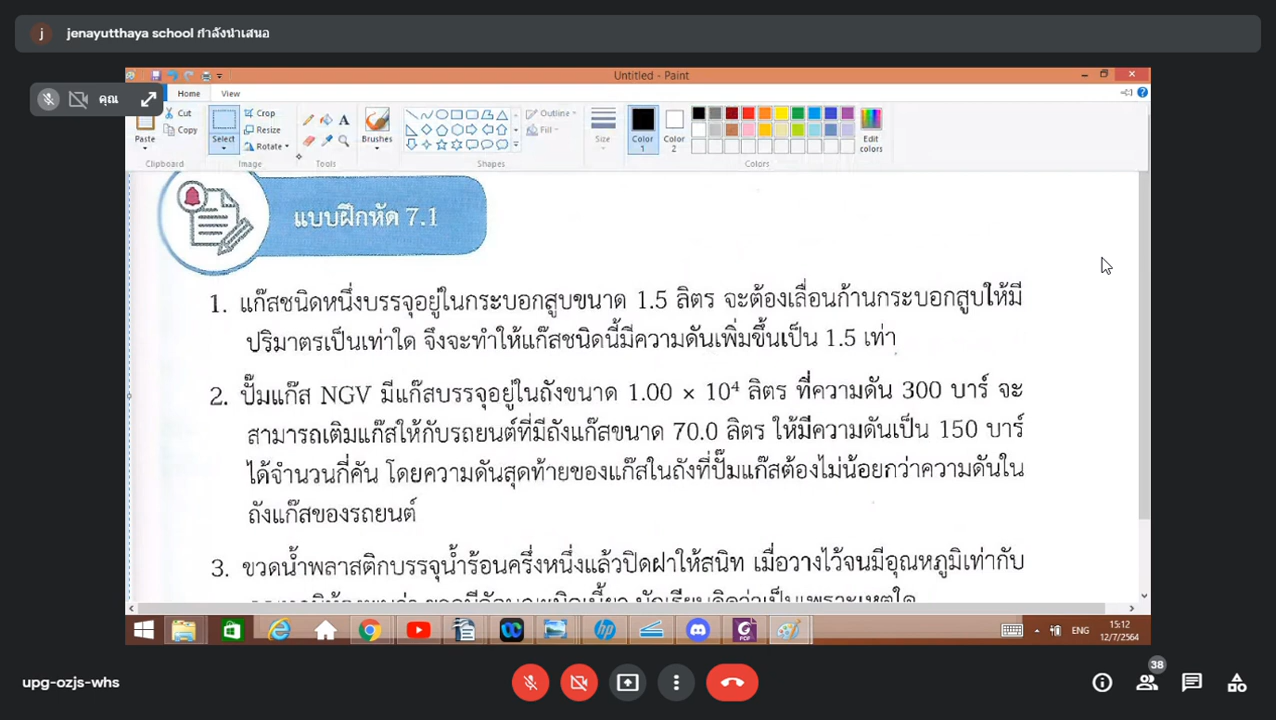 j jenayutthaya school กำลังนำเสนอ
Untitled - Paint
คุณ
Home View
Paste
Cut
Copy
Clipboard
Select
Crop
Resize
Rotate
Image
A
Tools
Brushes
Outline
Fill
Shapes
Size
Color 1
Color 2
Edit colors
Colors
แบบฝึกหัด 7.1
1. แก๊สชนิดหนึ่งบรรจุอยู่ในกระบอกสูบขนาด 1.5 ลิตร จะต้องเลื่อนก้านกระบอกสูบให้มี
ปริมาตรเป็นเท่าใด จึงจะทำให้แก๊สชนิดนี้มีความดันเพิ่มขึ้นเป็น 1.5 เท่า
2. ปั๊มแก๊ส NGV มีแก๊สบรรจุอยู่ในถังขนาด 1.00 × 10⁴ ลิตร ที่ความดัน 300 บาร์ จะ
สามารถเติมแก๊สให้กับรถยนต์ที่มีถังแก๊สขนาด 70.0 ลิตร ให้มีความดันเป็น 150 บาร์
ได้จำนวนกี่คัน โดยความดันสุดท้ายของแก๊สในถังที่ปั๊มแก๊สต้องไม่น้อยกว่าความดันใน
ถังแก๊สของรถยนต์
3. ขวดน้ำพลาสติกบรรจุน้ำร้อนครึ่งหนึ่งแล้วปิดฝาให้สนิท เมื่อวางไว้จนมีอุณหภูมิเท่ากับ
ENG
15:12
12/7/2564
upg-ozjs-whs
38